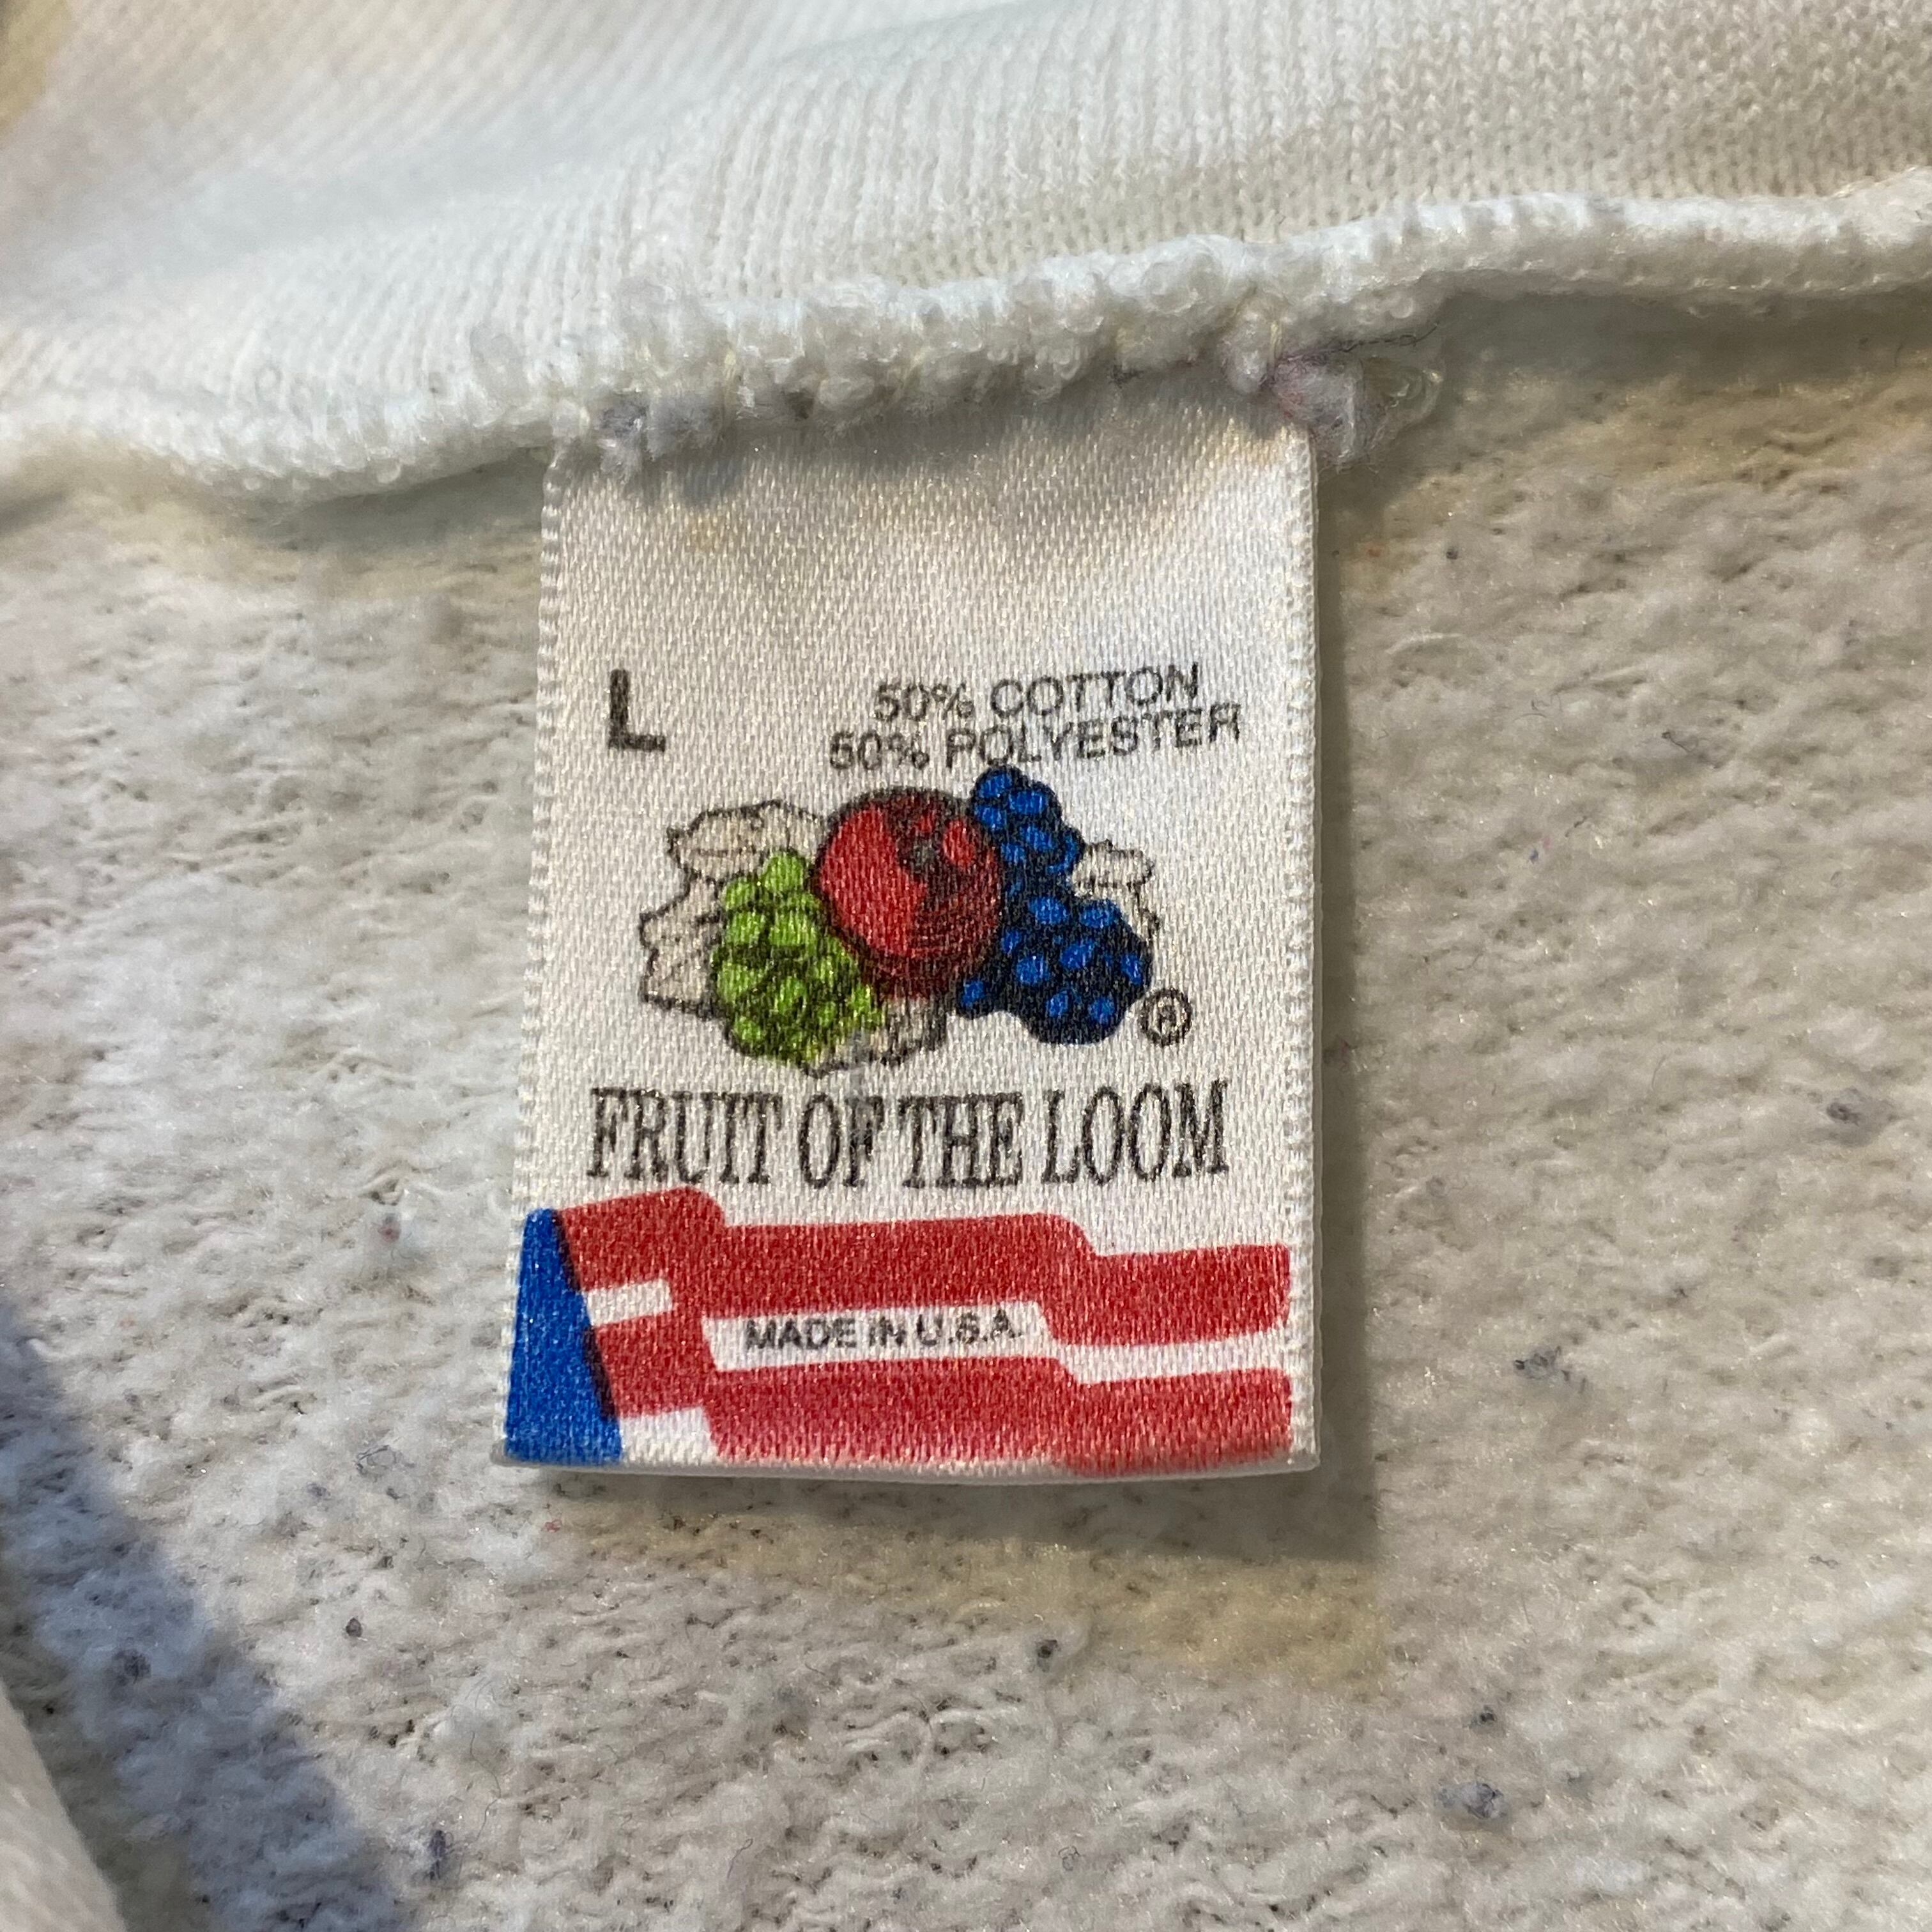 L
50% COTTON
50% POLYESTER
®
FRUIT OF THE LOOM
MADE IN U.S.A.